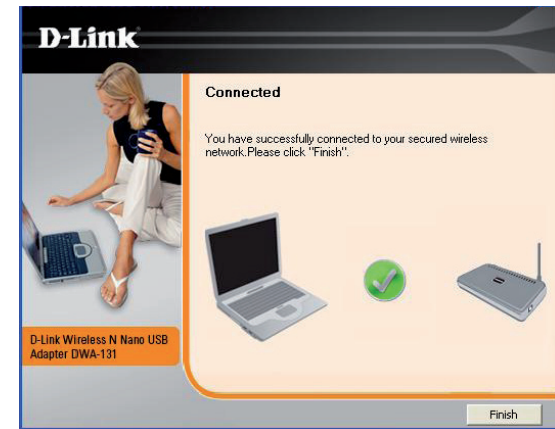 D-Link
Connected
You have successfully connected to your secured wireless
network.Please click "Finish".
D-Link Wireless N Nano USB
Adapter DWA-131
Finish